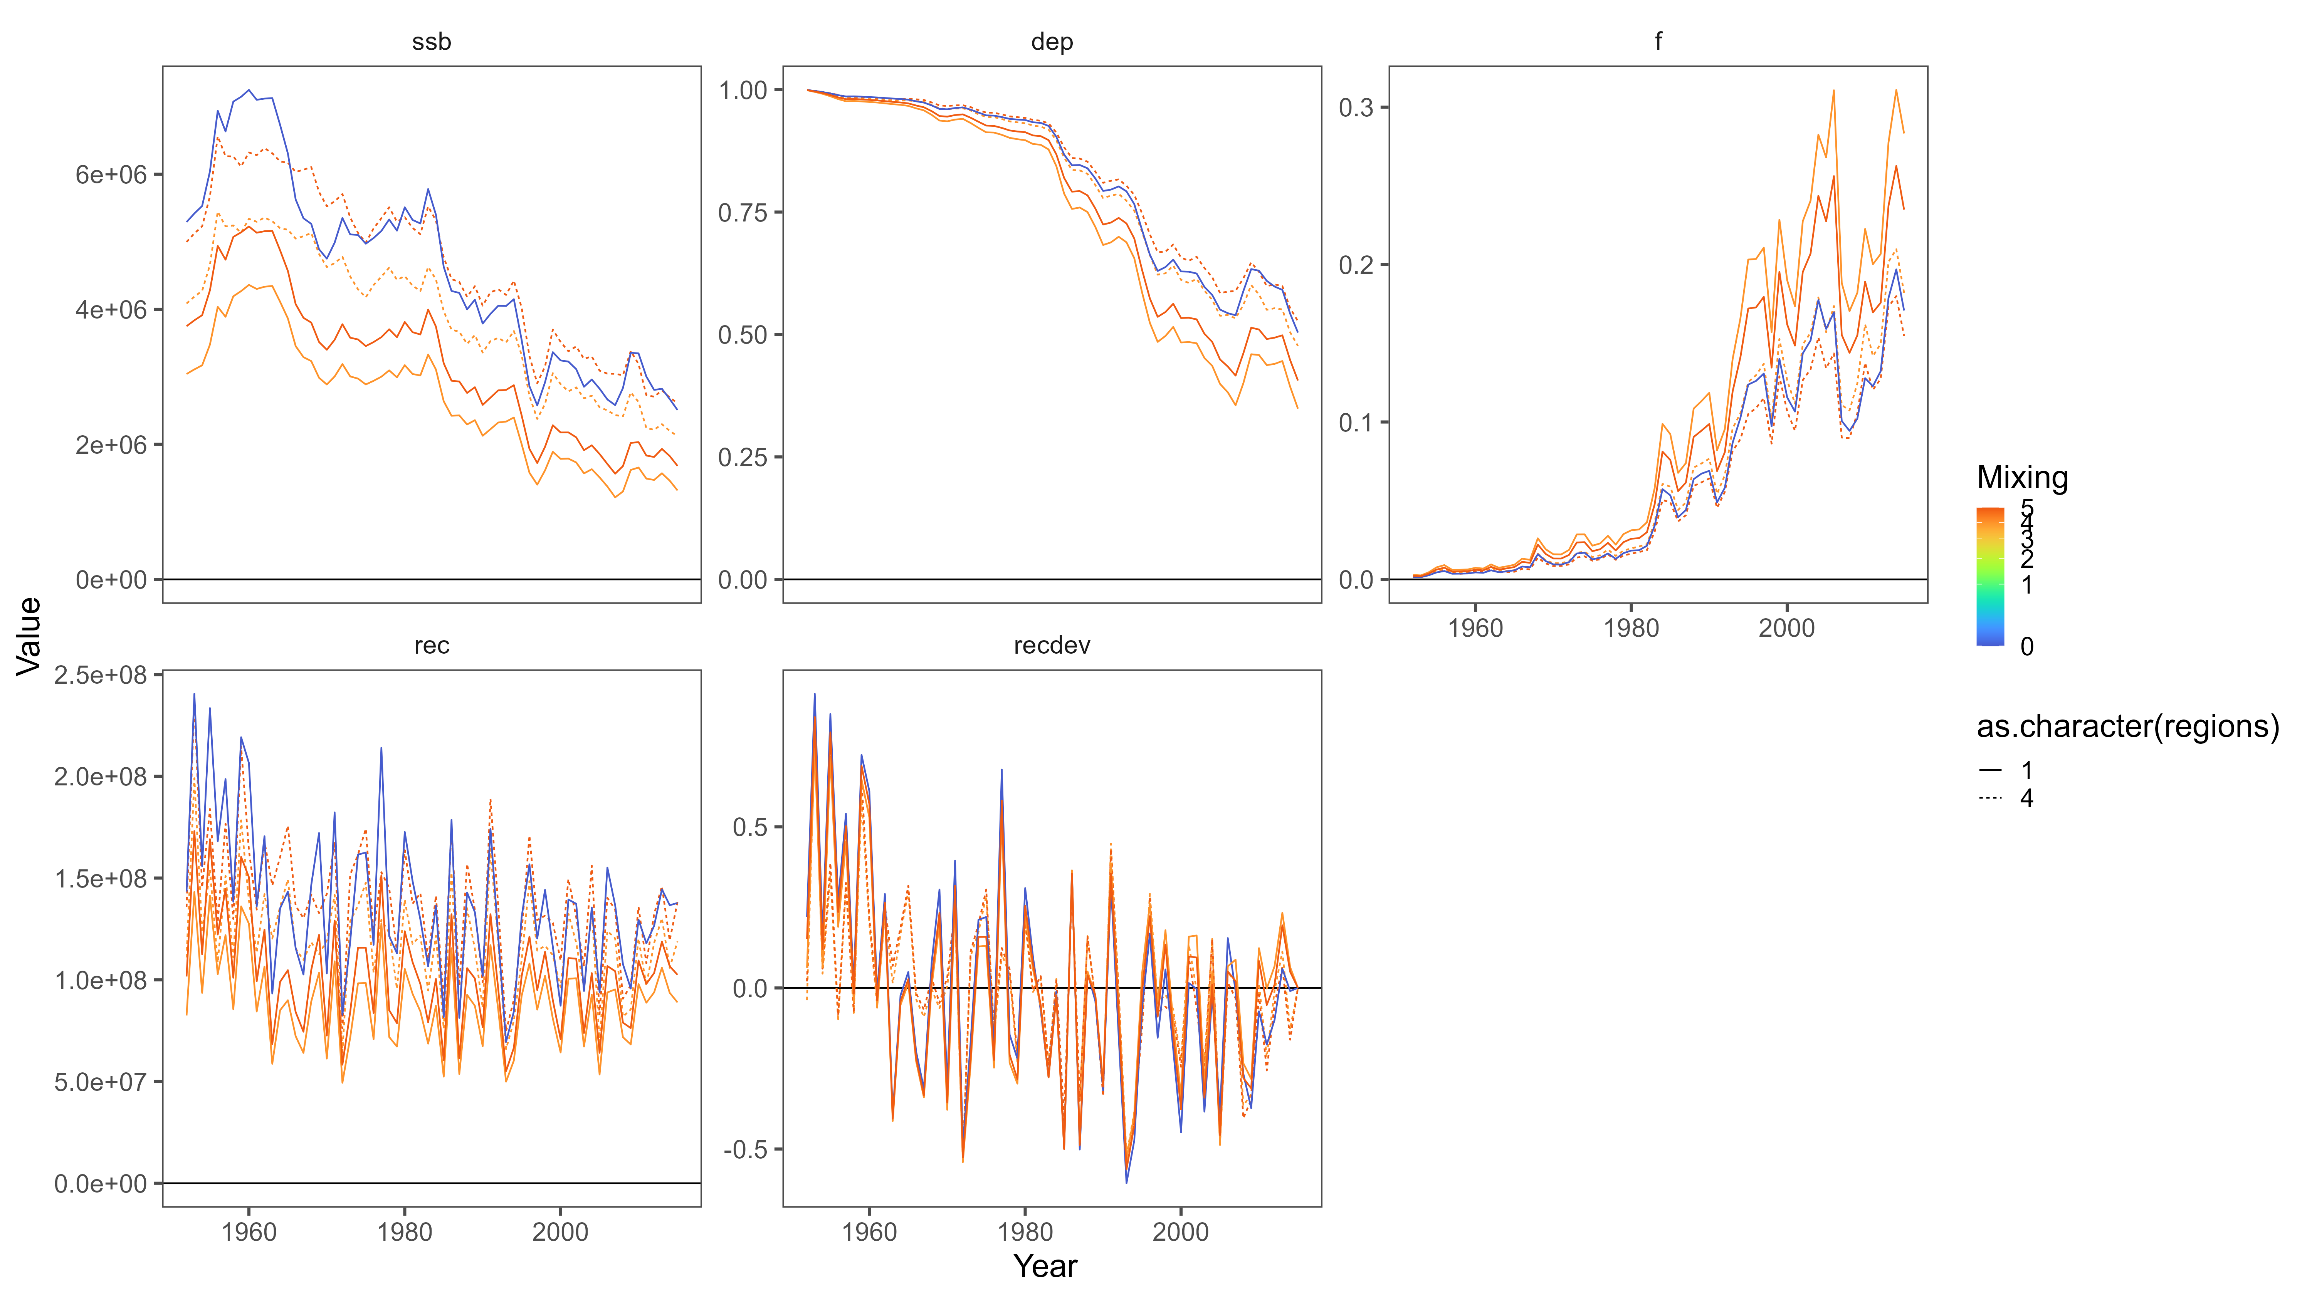 ssb
dep
f
6e+06
4e+06
2e+06
0e+00
1.00
0.75
0.50
0.25
0.00
0.3
0.2
0.1
0.0
1960
1980
2000
rec
recdev
2.5e+08
2.0e+08
1.5e+08
1.0e+08
5.0e+07
0.0e+00
0.5
0.0
-0.5
1960
1980
2000
1960
1980
2000
Value
Year
Mixing
5
4
3
2
1
0
as.character(regions)
1
4